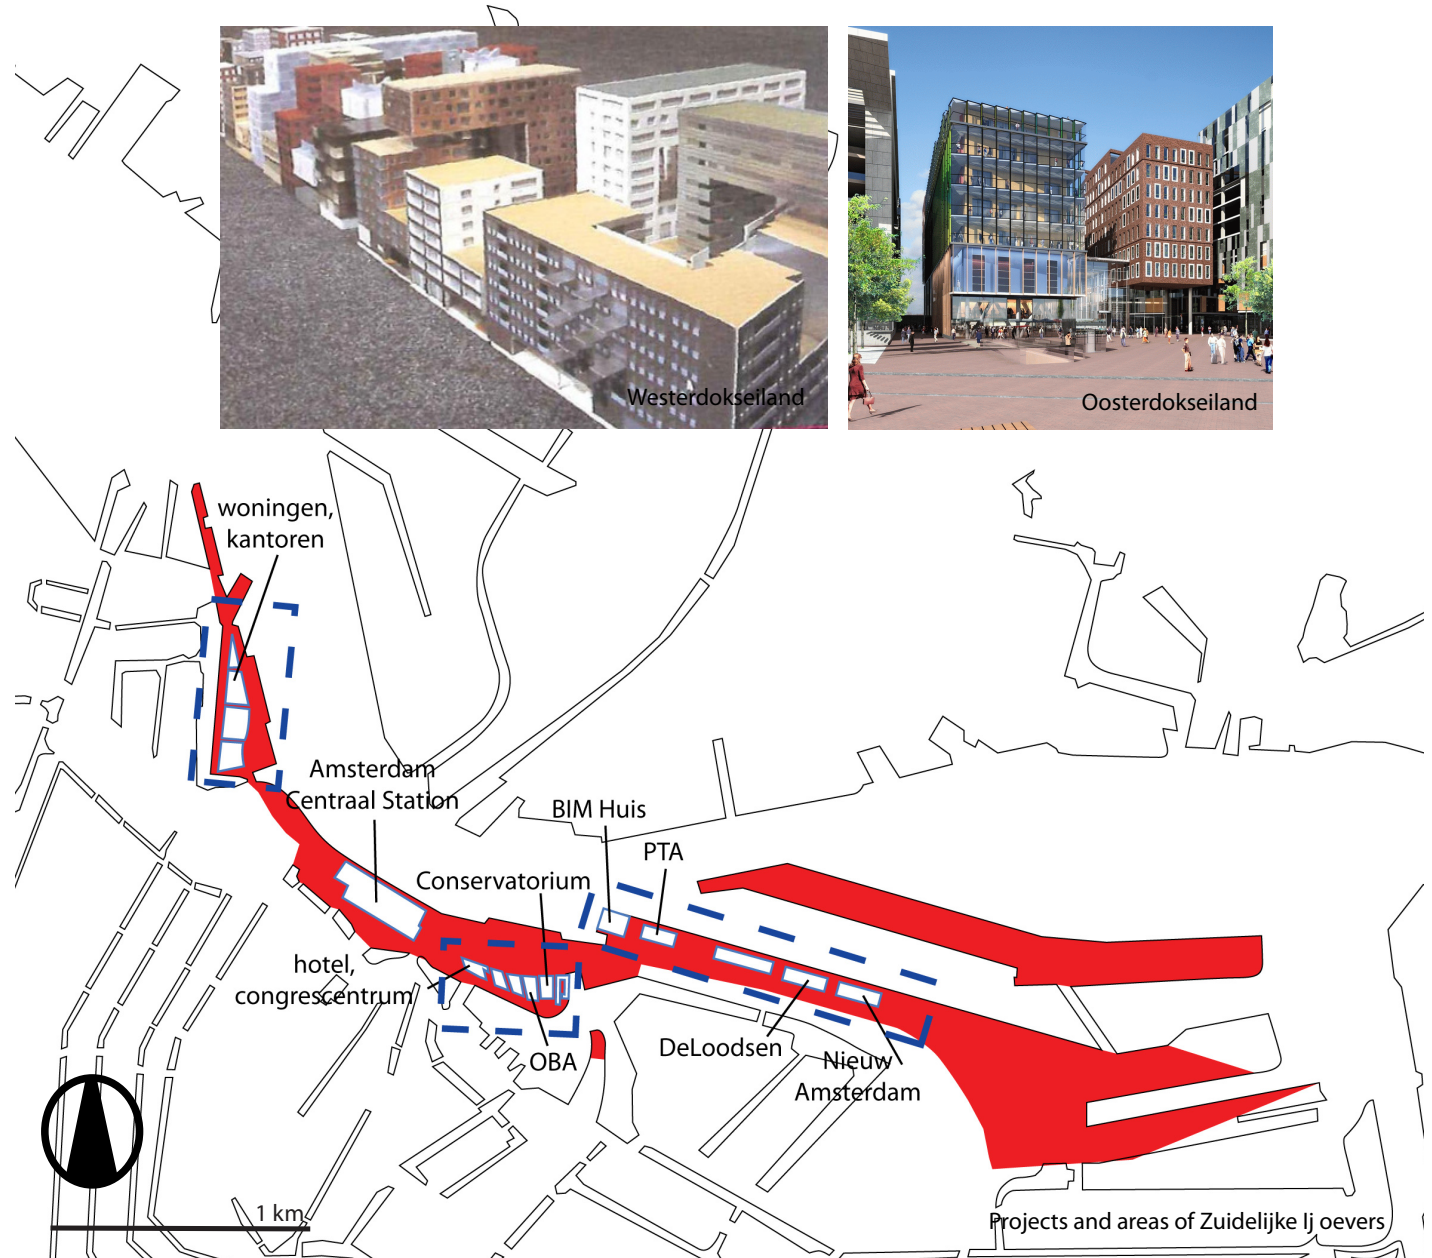 Westerdokseiland
Oosterdokseiland
woningen,
kantoren
Amsterdam
Centraal Station
BIM Huis
PTA
Conservatorium
hotel,
congrescentrum
OBA
DeLoodsen
Nieuw
Amsterdam
1 km
Projects and areas of Zuidelijke Ij oevers